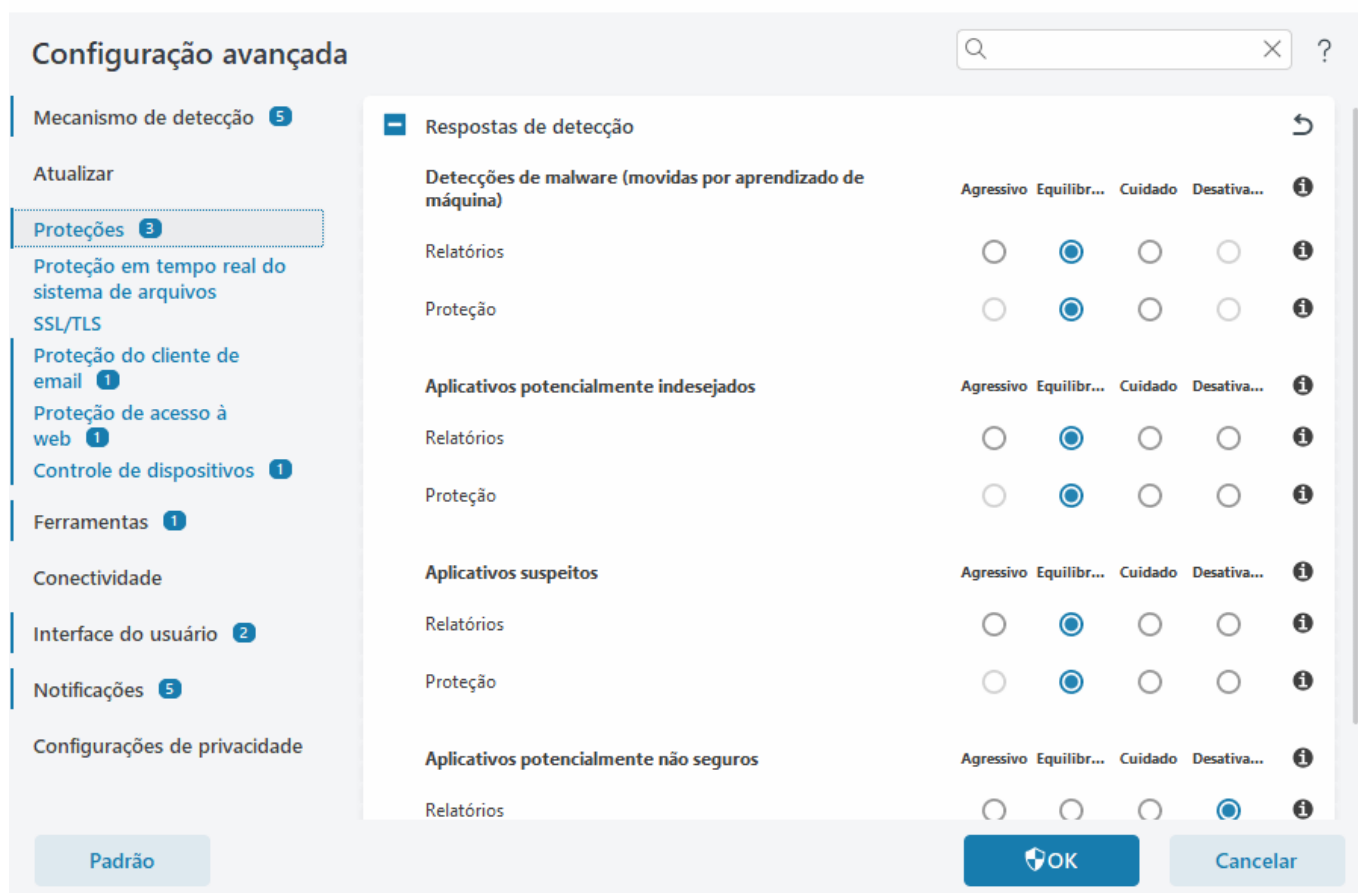 Configuração avançada
?
Mecanismo de detecção 5
Atualizar
Proteções 3
Proteção em tempo real do
sistema de arquivos
SSL/TLS
Proteção do cliente de
email 1
Proteção de acesso à
web 1
Controle de dispositivos 1
Ferramentas 1
Conectividade
Interface do usuário 2
Notificações 5
Configurações de privacidade
Respostas de detecção
Detecções de malware (movidas por aprendizado de
máquina)
Agressivo Equilibr... Cuidado Desativa...
Relatórios
Proteção
Aplicativos potencialmente indesejados
Agressivo Equilibr... Cuidado Desativa...
Relatórios
Proteção
Aplicativos suspeitos
Agressivo Equilibr... Cuidado Desativa...
Relatórios
Proteção
Aplicativos potencialmente não seguros
Agressivo Equilibr... Cuidado Desativa...
Relatórios
Padrão
OK
Cancelar